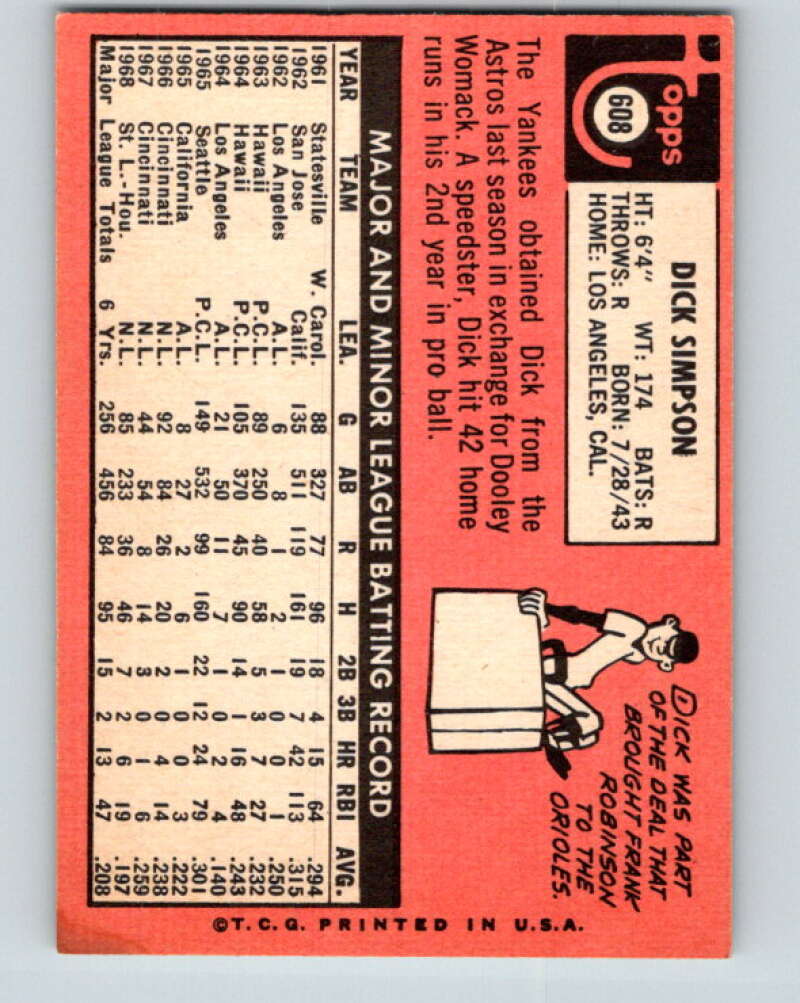 Topps
608
DICK SIMPSON
HT: 6'4" WT: 174 BATS: R
THROWS: R BORN: 7/28/43
HOME: LOS ANGELES, CAL.
The Yankees obtained Dick from the
Astros last season in exchange for Dooley
Womack. A speedster, Dick hit 42 home
runs in his 2nd year in pro ball.
DICK WAS PART
OF THE DEAL THAT
BROUGHT FRANK
ROBINSON
TO THE
ORIOLES.
MAJOR AND MINOR LEAGUE BATTING RECORD
YEAR TEAM LEA. G AB R H 2B 3B HR RBI AVG.
1961 Statesville W. Carol. 88 327 77 96 18 4 15 64 .294
1962 San Jose Calif. 135 511 119 161 19 7 42 113 .315
1962 Los Angeles A.L. 6 8 1 2 1 0 0 1 .250
1963 Hawaii P.C.L. 89 250 40 58 5 3 7 27 .232
1964 Hawaii P.C.L. 105 370 45 90 14 1 16 48 .243
1964 Los Angeles A.L. 21 50 11 7 1 0 2 4 .140
1965 Seattle P.C.L. 149 532 99 160 22 12 24 79 .301
1965 California A.L. 8 27 2 6 1 0 0 3 .222
1966 Cincinnati N.L. 92 84 26 20 2 0 4 14 .238
1967 Cincinnati N.L. 44 54 8 14 3 0 1 6 .259
1968 St. L.-Hou. N.L. 85 233 36 46 7 2 6 19 .197
Major League Totals 6 Yrs. 256 456 84 95 15 2 13 47 .208
©T.C.G. PRINTED IN U.S.A.